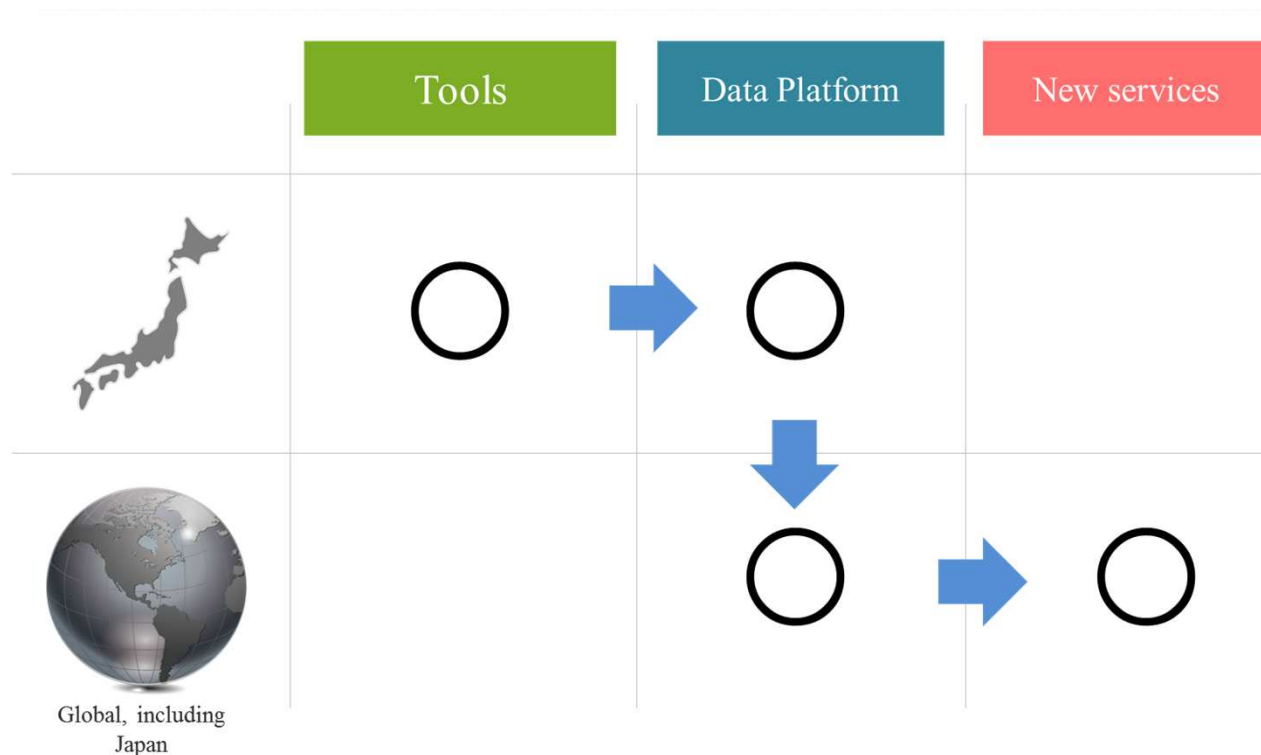 Tools
Data Platform
New services
Global, including
Japan